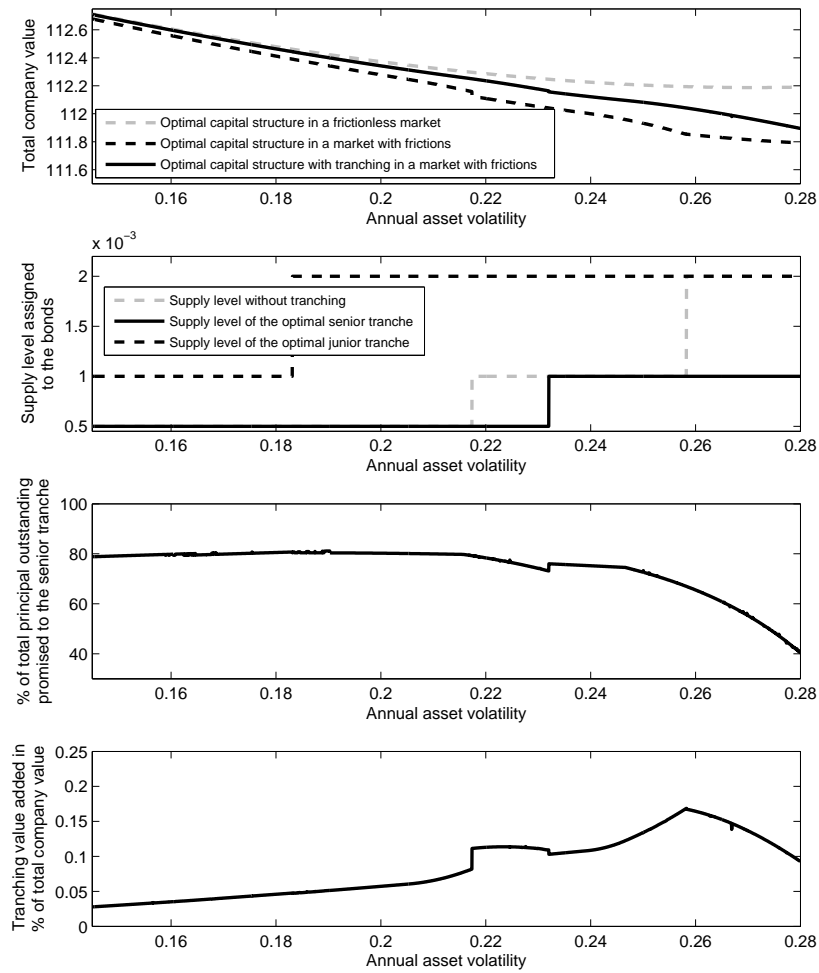 Total company value
112.6
112.4
112.2
112
111.8
111.6
Optimal capital structure in a frictionless market
Optimal capital structure in a market with frictions
Optimal capital structure with tranching in a market with frictions
0.16 0.18 0.2 0.22 0.24 0.26 0.28
Annual asset volatility
x 10⁻³
Supply level assigned
to the bonds
2
1.5
1
0.5
Supply level without tranching
Supply level of the optimal senior tranche
Supply level of the optimal junior tranche
0.16 0.18 0.2 0.22 0.24 0.26 0.28
Annual asset volatility
% of total principal outstanding
promised to the senior tranche
100
80
60
40
0.16 0.18 0.2 0.22 0.24 0.26 0.28
Annual asset volatility
Tranching value added in
% of total company value
0.25
0.2
0.15
0.1
0.05
0
0.16 0.18 0.2 0.22 0.24 0.26 0.28
Annual asset volatility